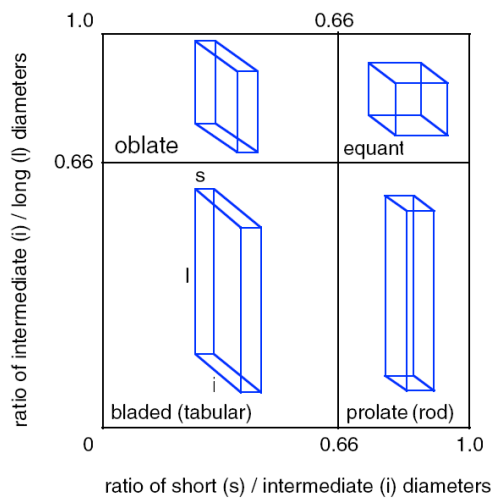 1.0
0.66
oblate
equant
0.66
s
l
i
bladed (tabular)
prolate (rod)
0
0.66
1.0
ratio of short (s) / intermediate (i) diameters
ratio of intermediate (i) / long (l) diameters